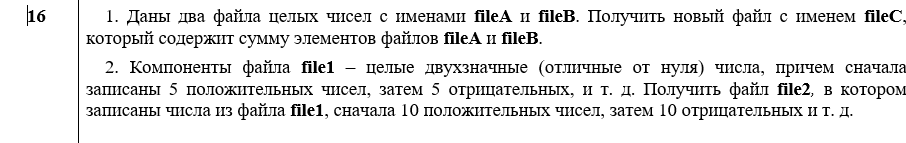 16
1. Даны два файла целых чисел с именами fileA и fileB. Получить новый файл с именем fileC,
который содержит сумму элементов файлов fileA и fileB.
2. Компоненты файла file1 – целые двухзначные (отличные от нуля) числа, причем сначала
записаны 5 положительных чисел, затем 5 отрицательных, и т. д. Получить файл file2, в котором
записаны числа из файла file1, сначала 10 положительных чисел, затем 10 отрицательных и т. д.